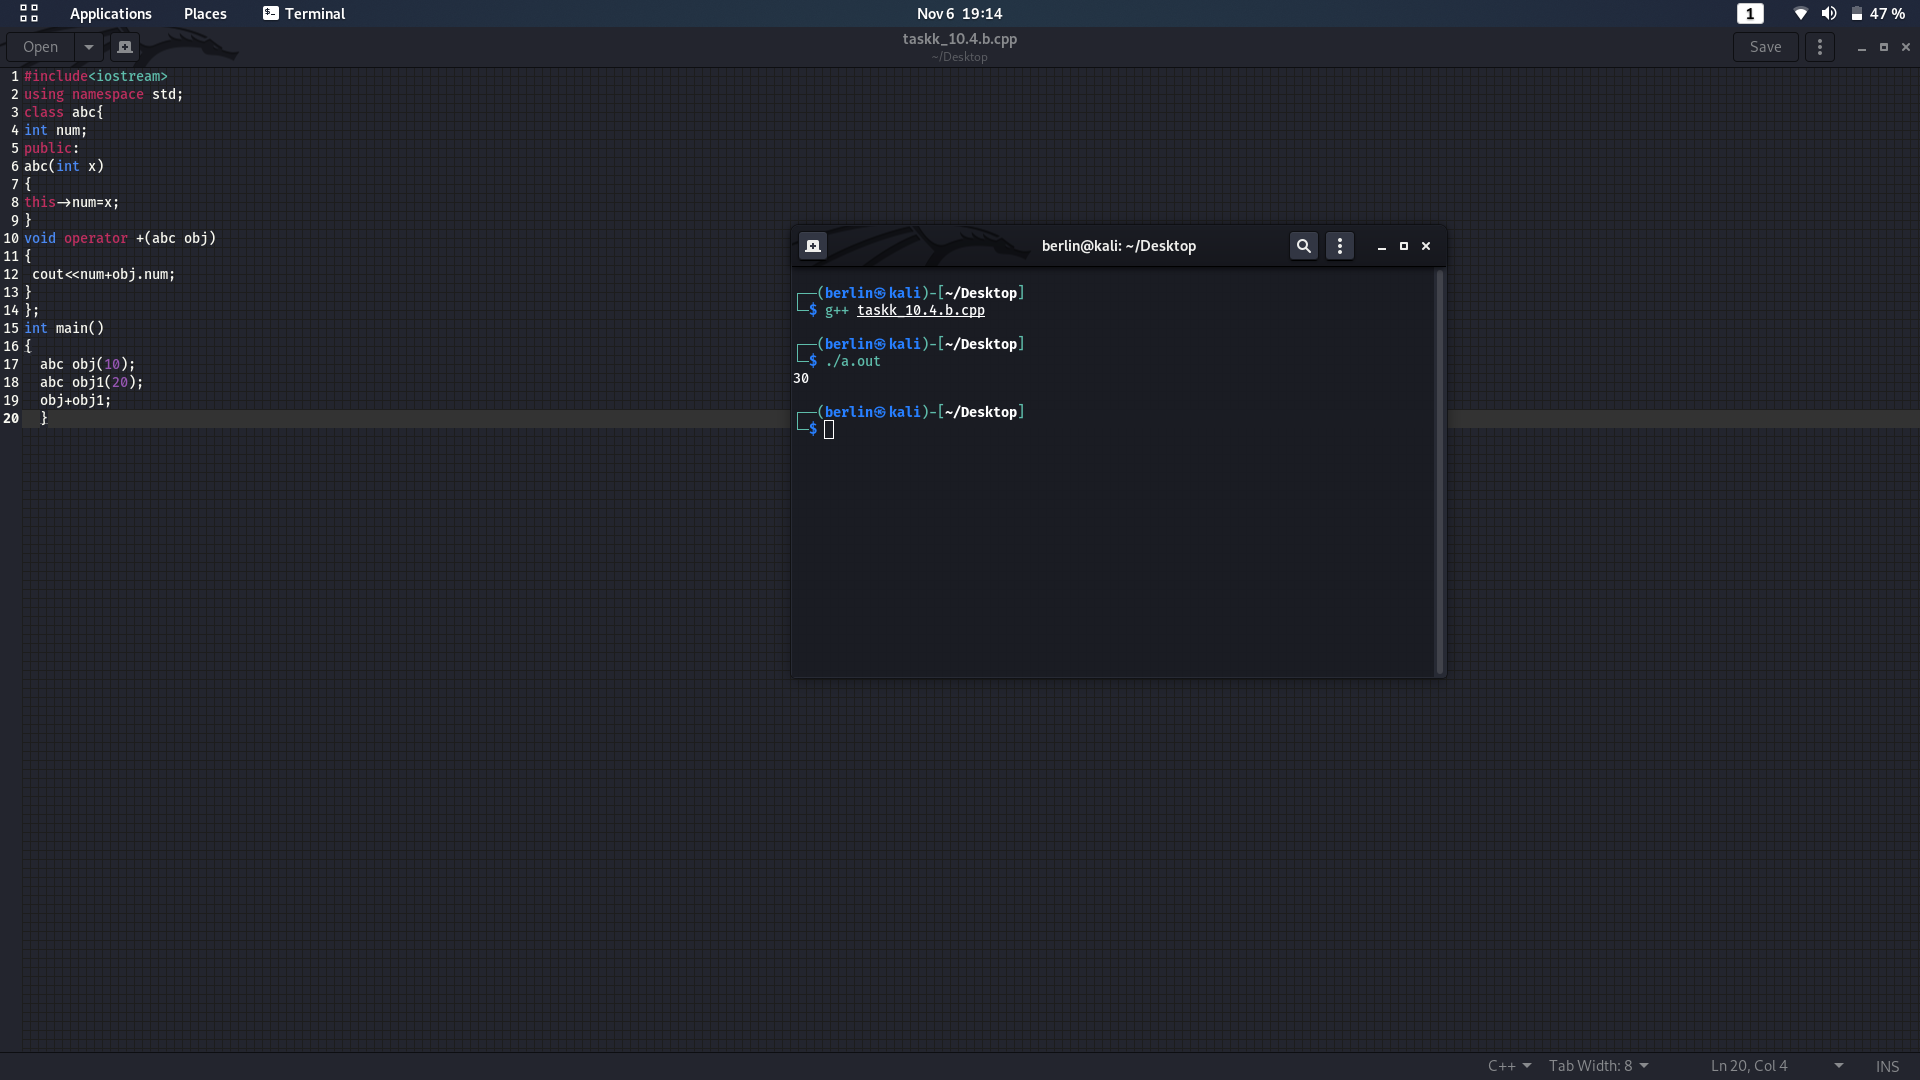 Applications Places Terminal Nov 6 19:14 1 47 %
Open taskk_10.4.b.cpp Save
~/Desktop
1 #include<iostream>
2 using namespace std;
3 class abc{
4 int num;
5 public:
6 abc(int x)
7 {
8 this->num=x;
9 }
10 void operator +(abc obj)
11 {
12 cout<<num+obj.num;
13 }
14 };
15 int main()
16 {
17 abc obj(10);
18 abc obj1(20);
19 obj+obj1;
20 }
berlin@kali: ~/Desktop
┌──(berlin㉿kali)-[~/Desktop]
└─$ g++ taskk_10.4.b.cpp
┌──(berlin㉿kali)-[~/Desktop]
└─$ ./a.out
30
┌──(berlin㉿kali)-[~/Desktop]
└─$
C++ Tab Width: 8 Ln 20, Col 4 INS